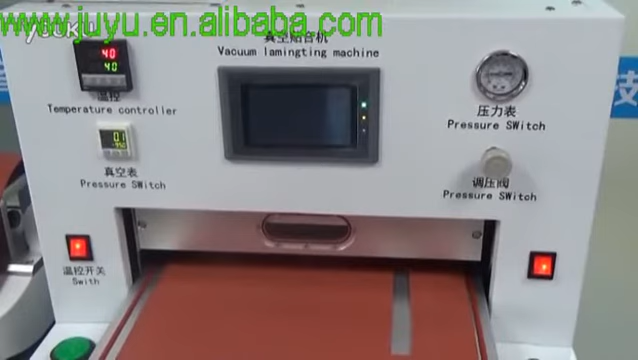 www.juyu.en.alibaba.com
YOUKU
真空贴合机
Vacuum lamingting machine
40
40
温控
Temperature controller
压力表
Pressure SWitch
真空表
Pressure SWitch
调压阀
Pressure SWitch
温控开关
Swith
技